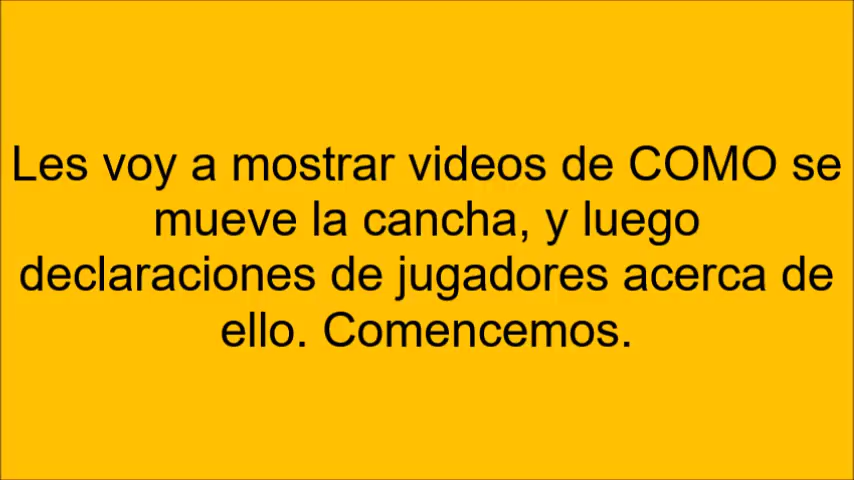 Les voy a mostrar videos de COMO se
mueve la cancha, y luego
declaraciones de jugadores acerca de
ello. Comencemos.